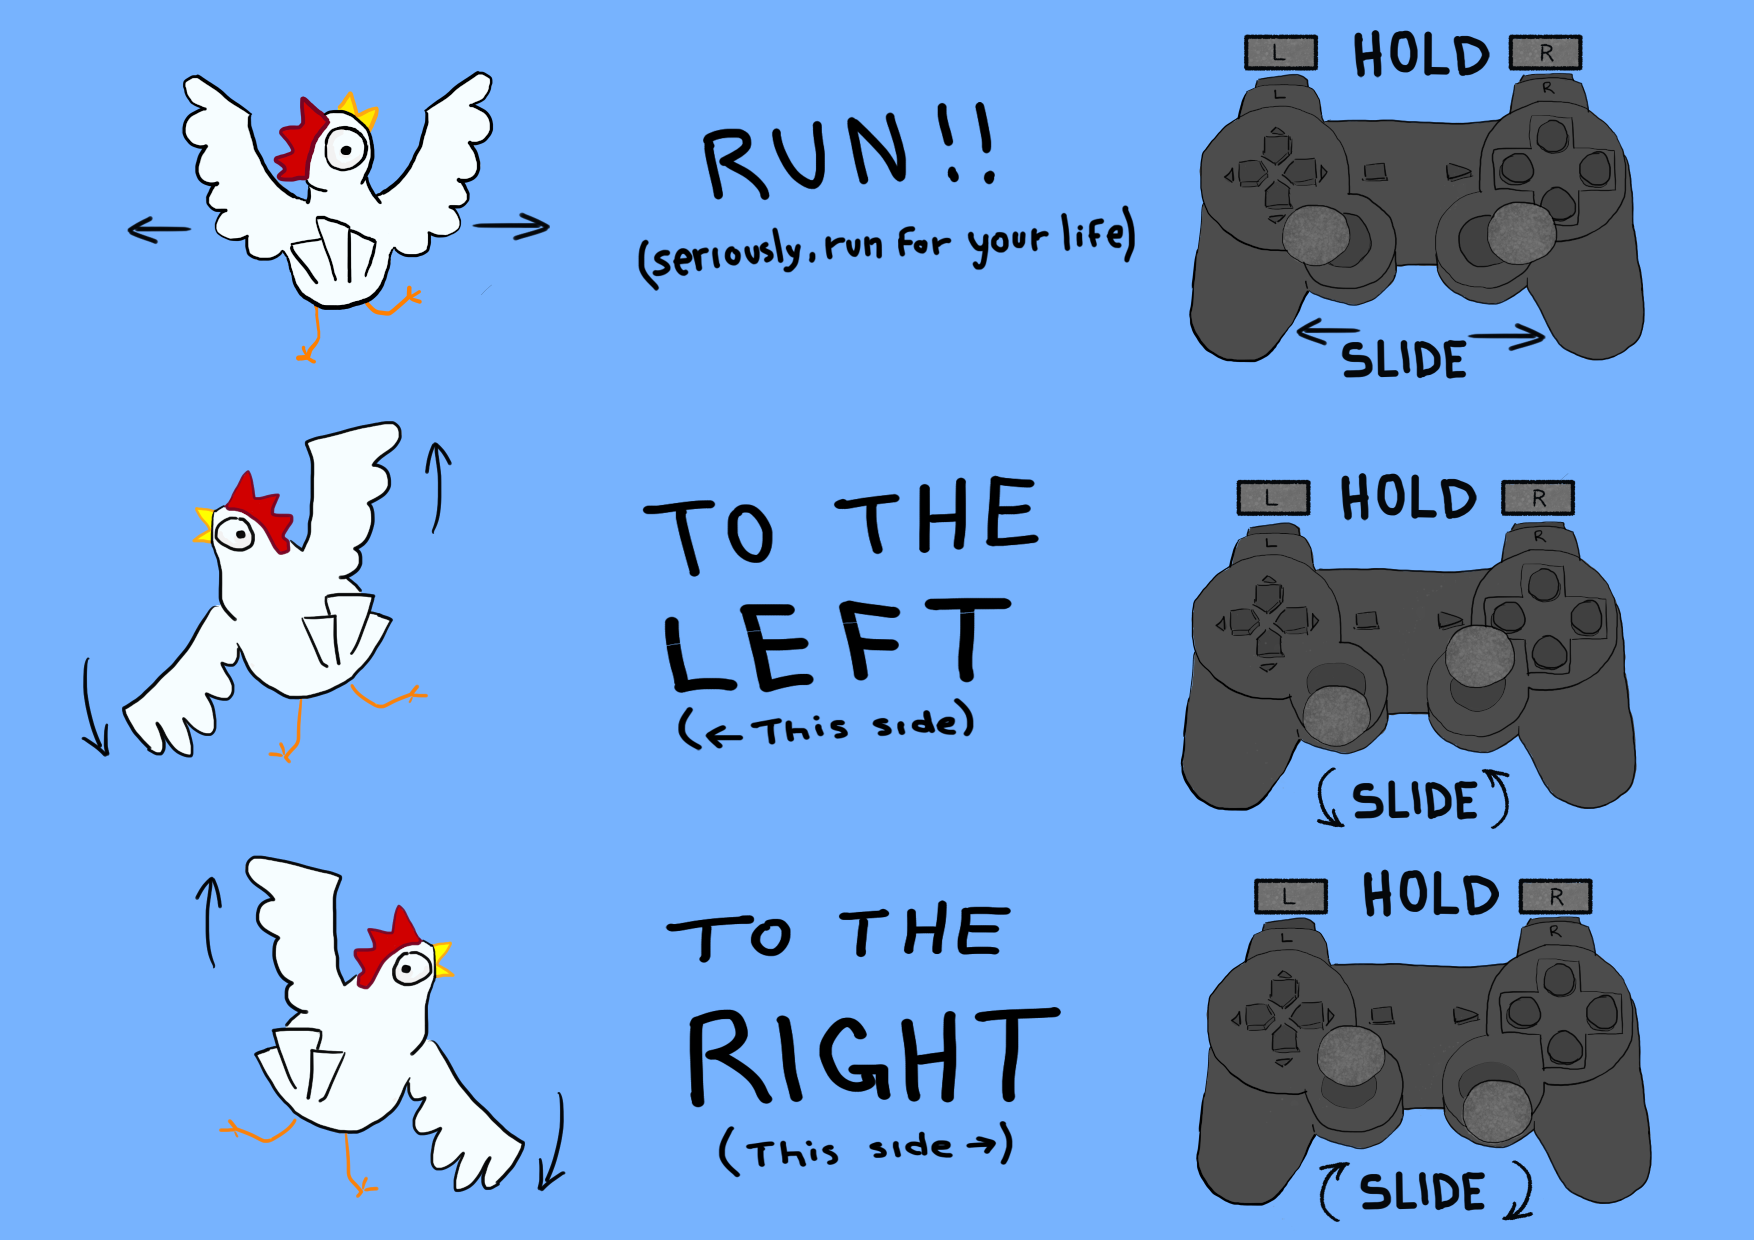 L HOLD R
L R
RUN!!
(seriously, run for your life)
← SLIDE →
L HOLD R
L R
TO THE
LEFT
(← This side)
SLIDE
L HOLD R
L R
TO THE
RIGHT
(This side →)
SLIDE